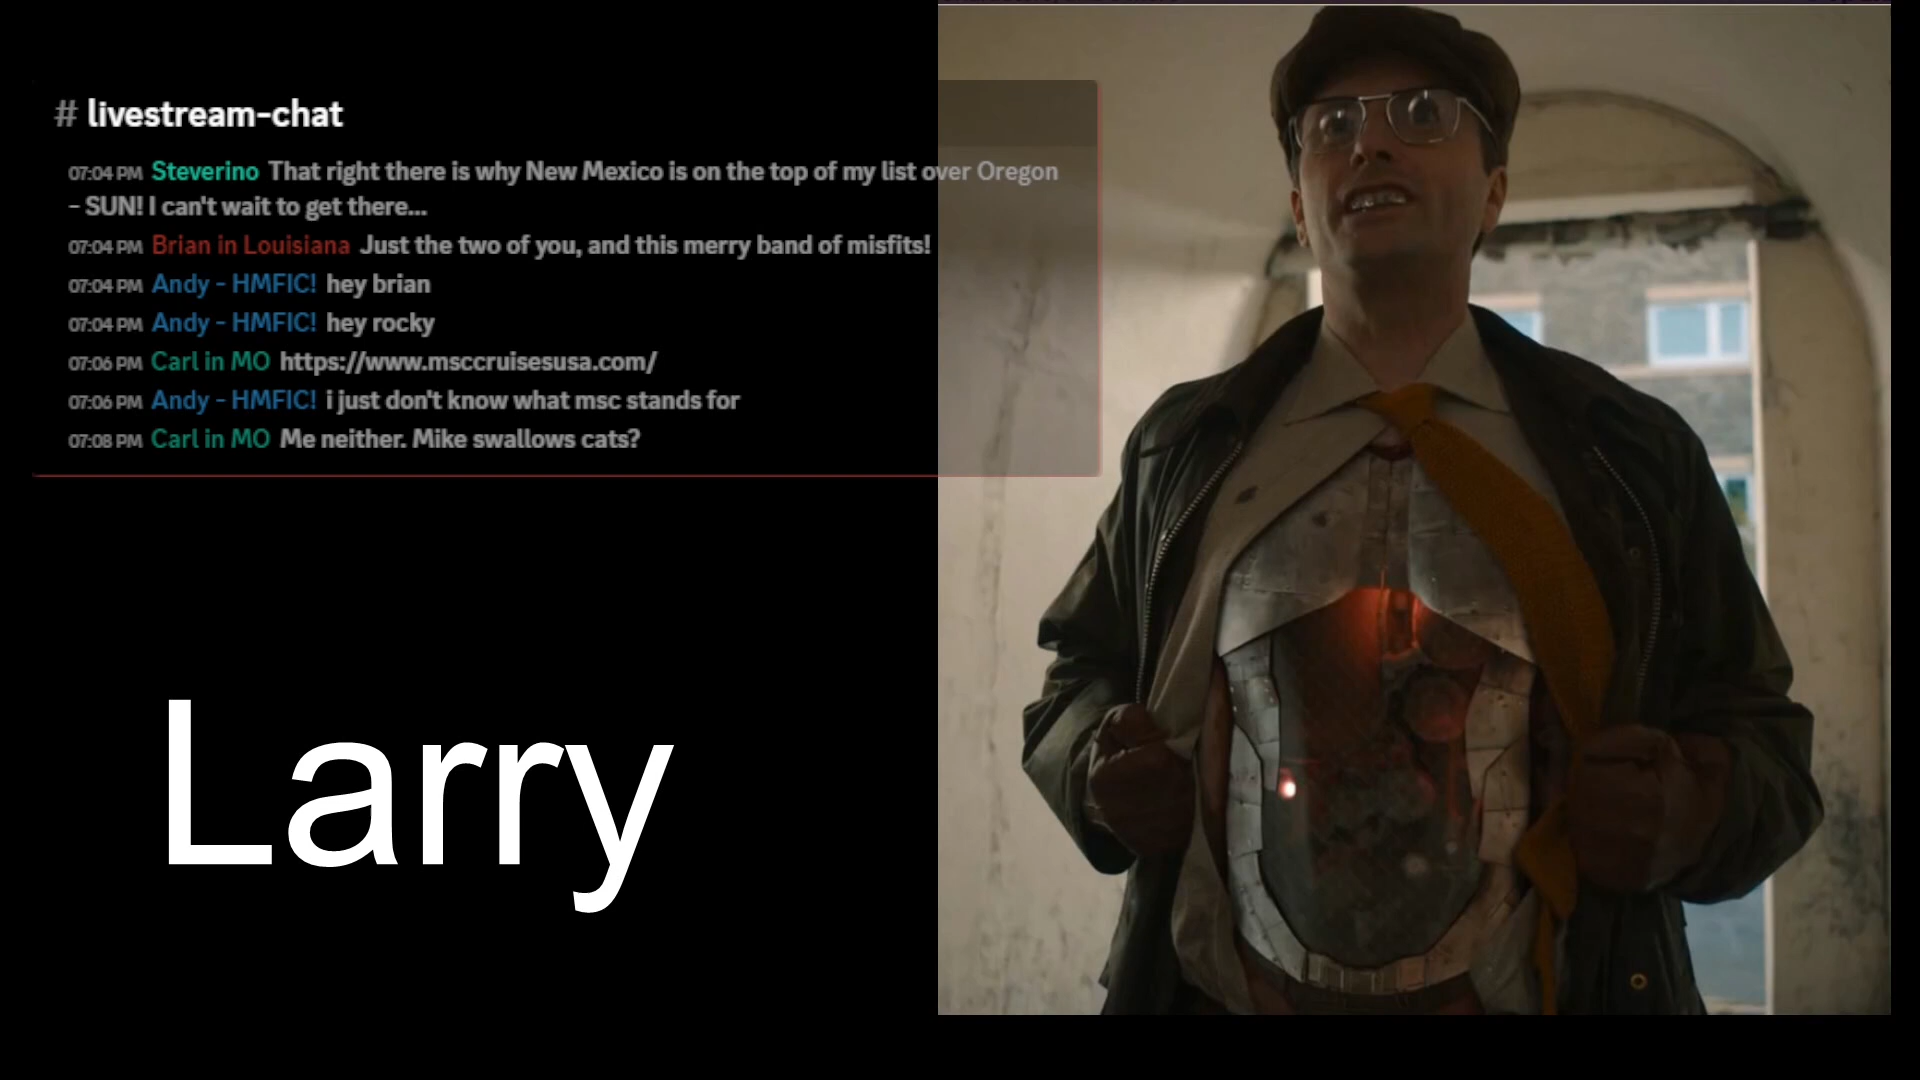 # livestream-chat
07:04 PM Steverino That right there is why New Mexico is on the top of my list over Oregon
- SUN! I can't wait to get there...
07:04 PM Brian in Louisiana Just the two of you, and this merry band of misfits!
07:04 PM Andy - HMFIC! hey brian
07:04 PM Andy - HMFIC! hey rocky
07:06 PM Carl in MO https://www.msccruisesusa.com/
07:06 PM Andy - HMFIC! i just don't know what msc stands for
07:08 PM Carl in MO Me neither. Mike swallows cats?
Larry